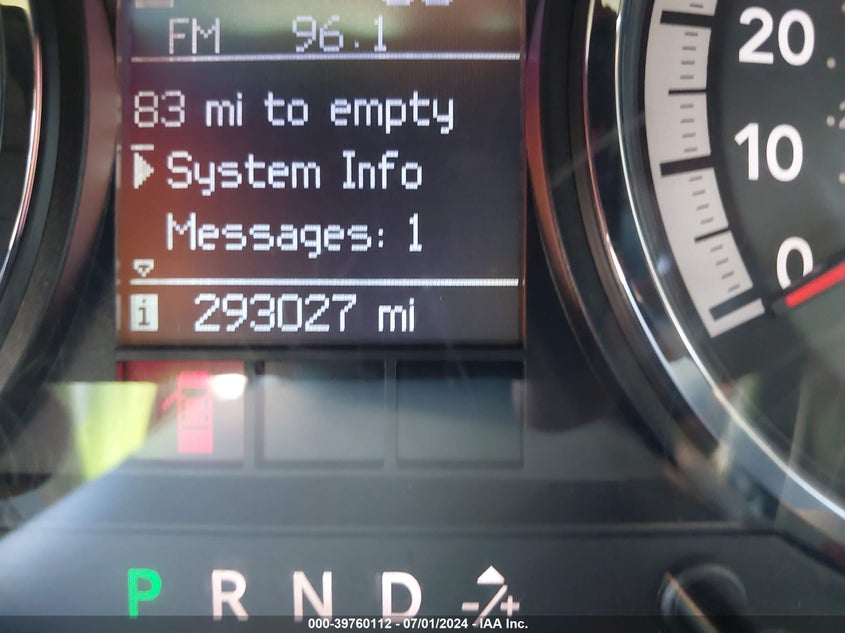 FM 96.1
83 mi to empty
System Info
Messages: 1
i 293027 mi
20
10
0
P R N D -/+
000-39760112 - 07/01/2024 - IAA Inc.